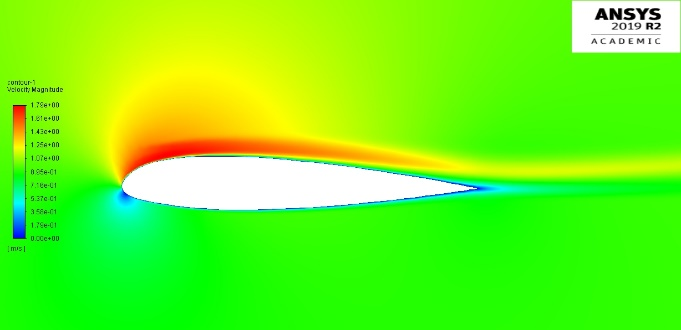 ANSYS
2019 R2
ACADEMIC
contour-1
Velocity Magnitude
1.79e+00
1.61e+00
1.43e+00
1.25e+00
1.07e+00
8.95e-01
7.16e-01
5.37e-01
3.58e-01
1.79e-01
0.00e+00
[ m/s ]